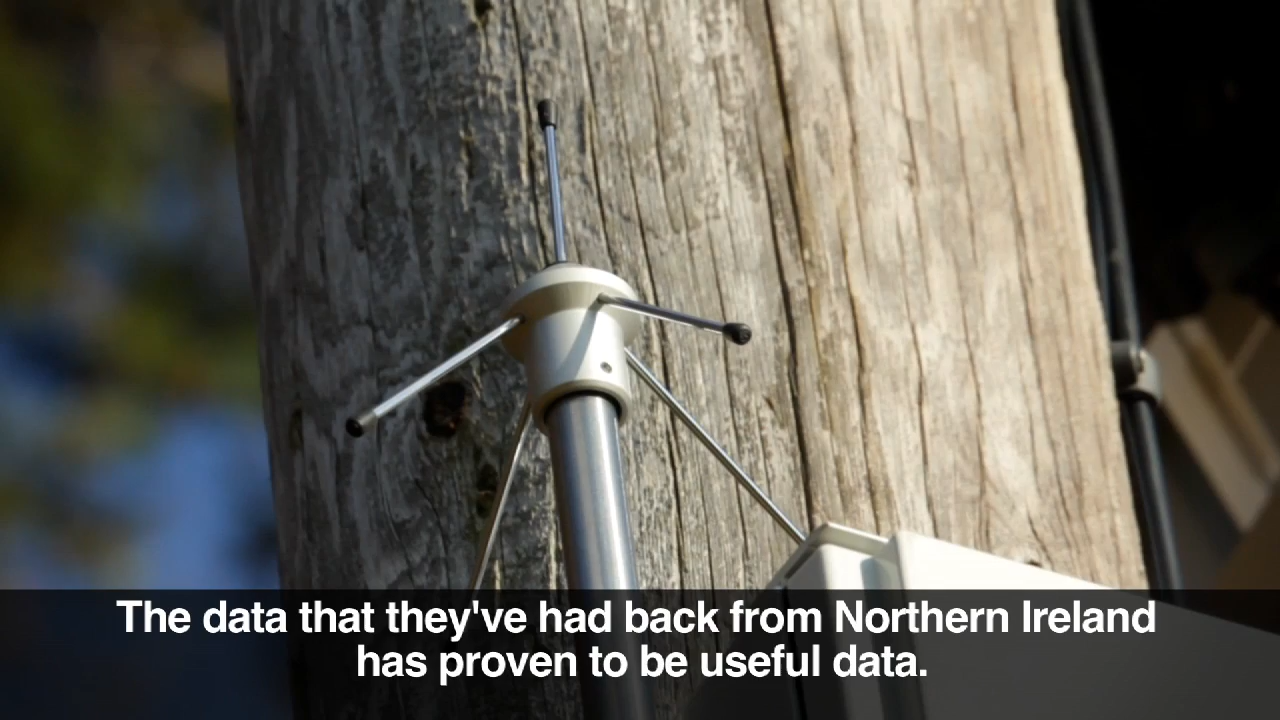 The data that they've had back from Northern Ireland
has proven to be useful data.